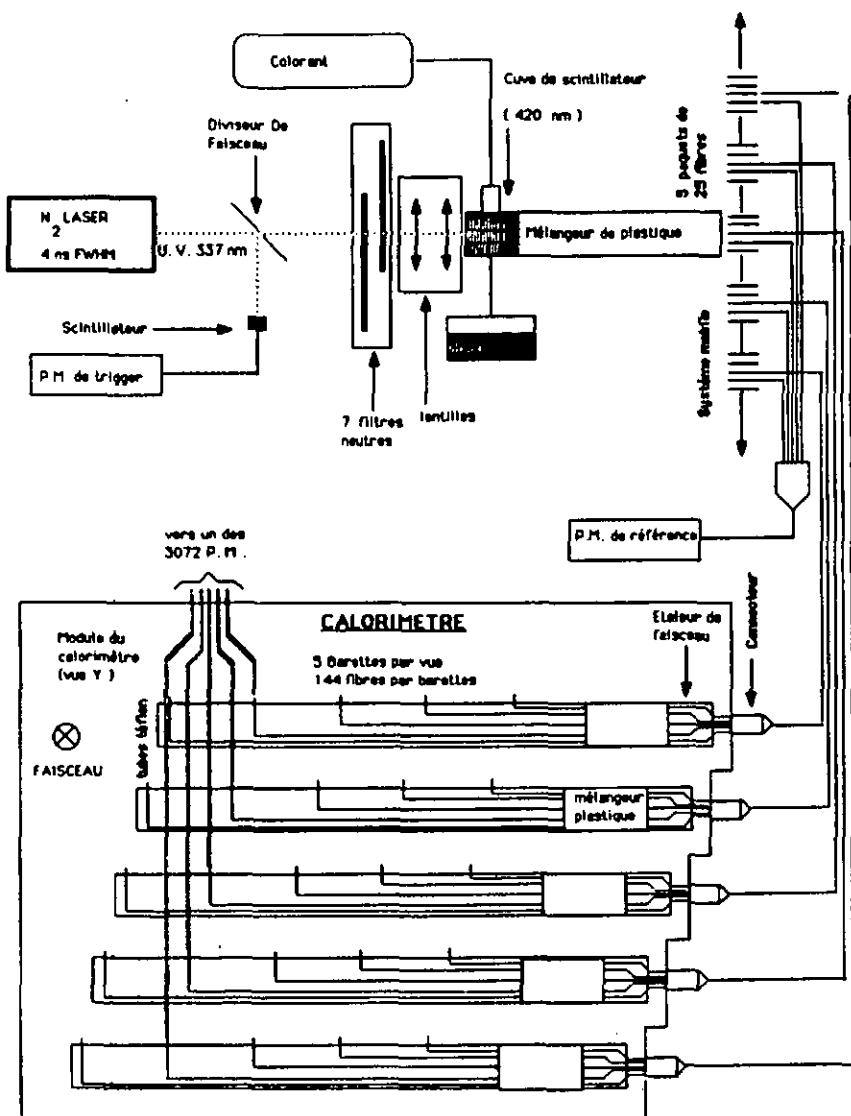 Colorant
Cuve de scintillateur
( 420 nm )
Diviseur De
Faisceau
5 paquets de
25 fibres
N LASER
2
4 ns FWHM
U.V. 337 nm
Mélangeur de plastique
Scintillateur
P.M. de trigger
7 filtres
neutres
lentilles
Système mobile
P.M. de référence
vers un des
3072 P.M.
CALORIMETRE
Module du
calorimètre
(vue Y )
5 Barettes par vue
144 fibres par barettes
Etaleur de
faisceau
Connecteur
tubes téflon
FAISCEAU
mélangeur
plastique